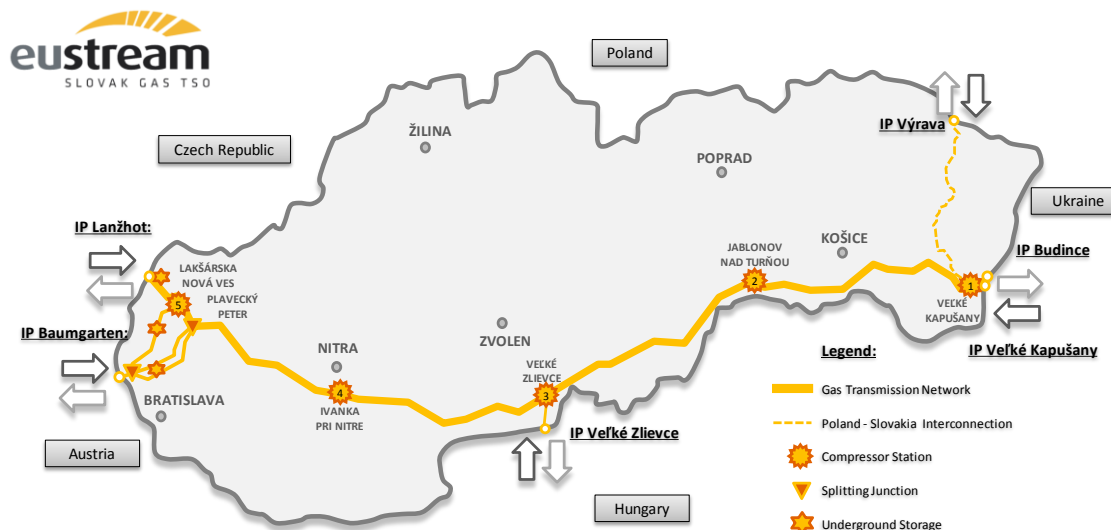 eustream
SLOVAK GAS TSO
Poland
Czech Republic
Ukraine
Austria
Hungary
IP Výrava
IP Lanžhot:
IP Baumgarten:
IP Budince
IP Veľké Kapušany
IP Veľké Zlievce
ŽILINA
POPRAD
KOŠICE
JABLONOV
NAD TURŇOU
2
1
VEĽKÉ
KAPUŠANY
LAKŠÁRSKA
NOVÁ VES
5
PLAVECKÝ
PETER
NITRA
4
IVANKA
PRI NITRE
ZVOLEN
VEĽKÉ
ZLIEVCE
3
BRATISLAVA
Legend:
Gas Transmission Network
Poland - Slovakia Interconnection
Compressor Station
Splitting Junction
Underground Storage